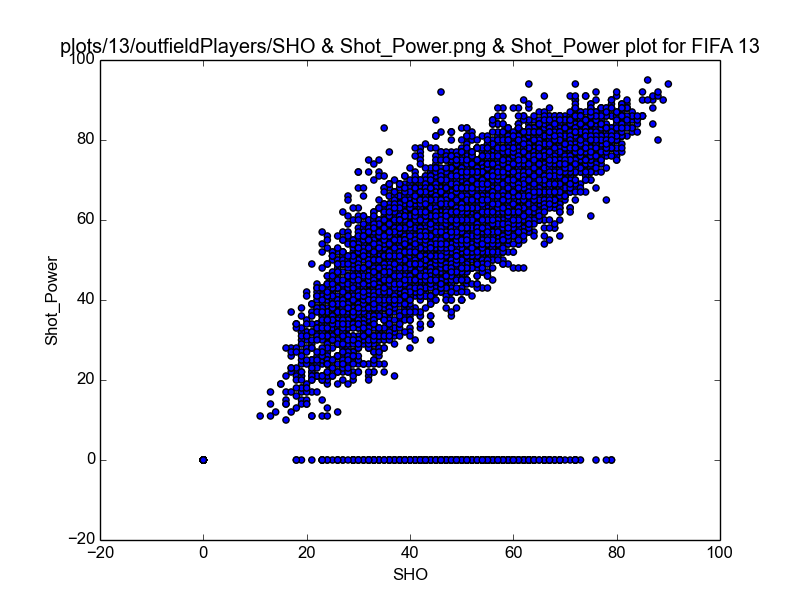 plots/13/outfieldPlayers/SHO & Shot_Power.png & Shot_Power plot for FIFA 13
100
80
60
40
20
0
−20
Shot_Power
−20 0 20 40 60 80 100
SHO